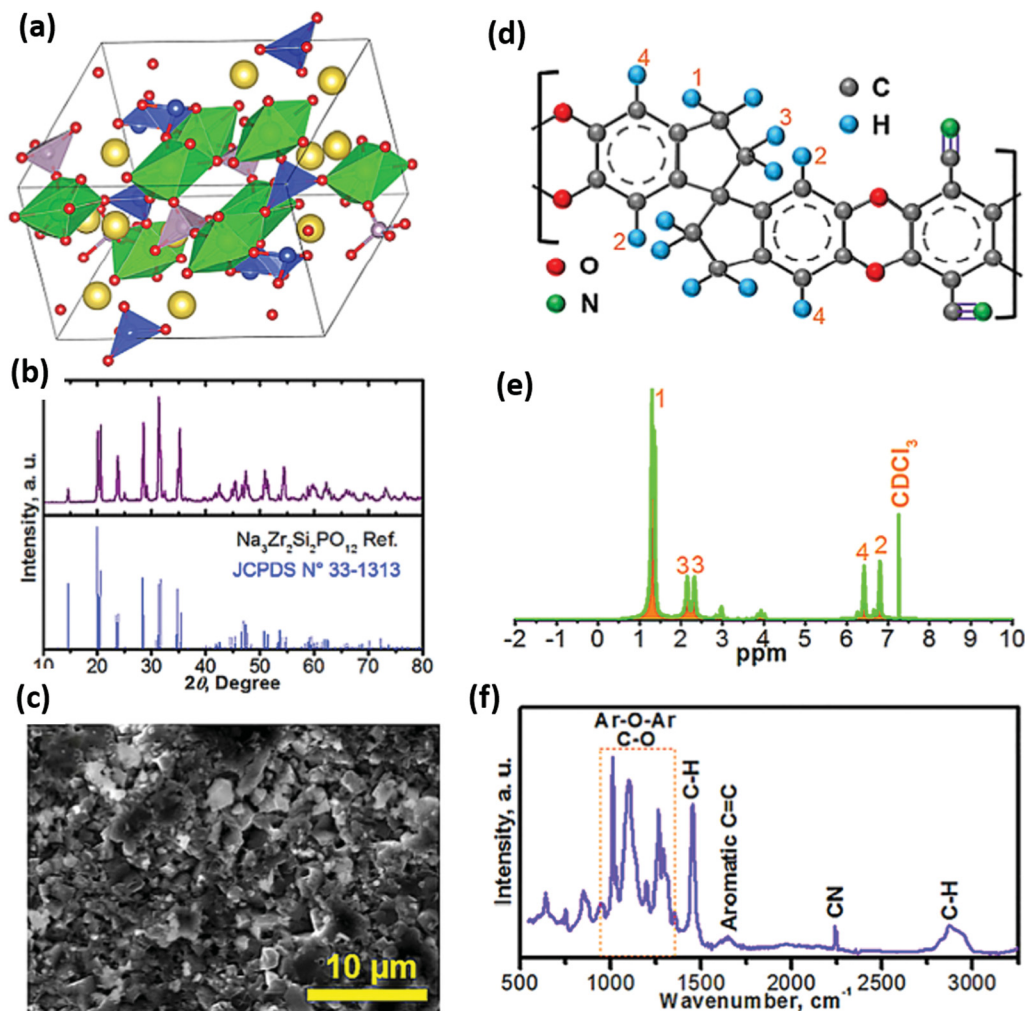 (a)
(b)
Intensity, a. u.
Na₃Zr₂Si₂PO₁₂ Ref.
JCPDS N° 33-1313
10 20 30 40 50 60 70 80
2θ, Degree
(c)
10 µm
(d)
4
1
3
2
2
4
C
H
O
N
(e)
1
3 3
4 2
CDCl₃
-2 -1 0 1 2 3 4 5 6 7 8 9 10
ppm
(f)
Intensity, a. u.
Ar-O-Ar
C-O
C-H
Aromatic C=C
CN
C-H
500 1000 1500 2000 2500 3000
Wavenumber, cm⁻¹